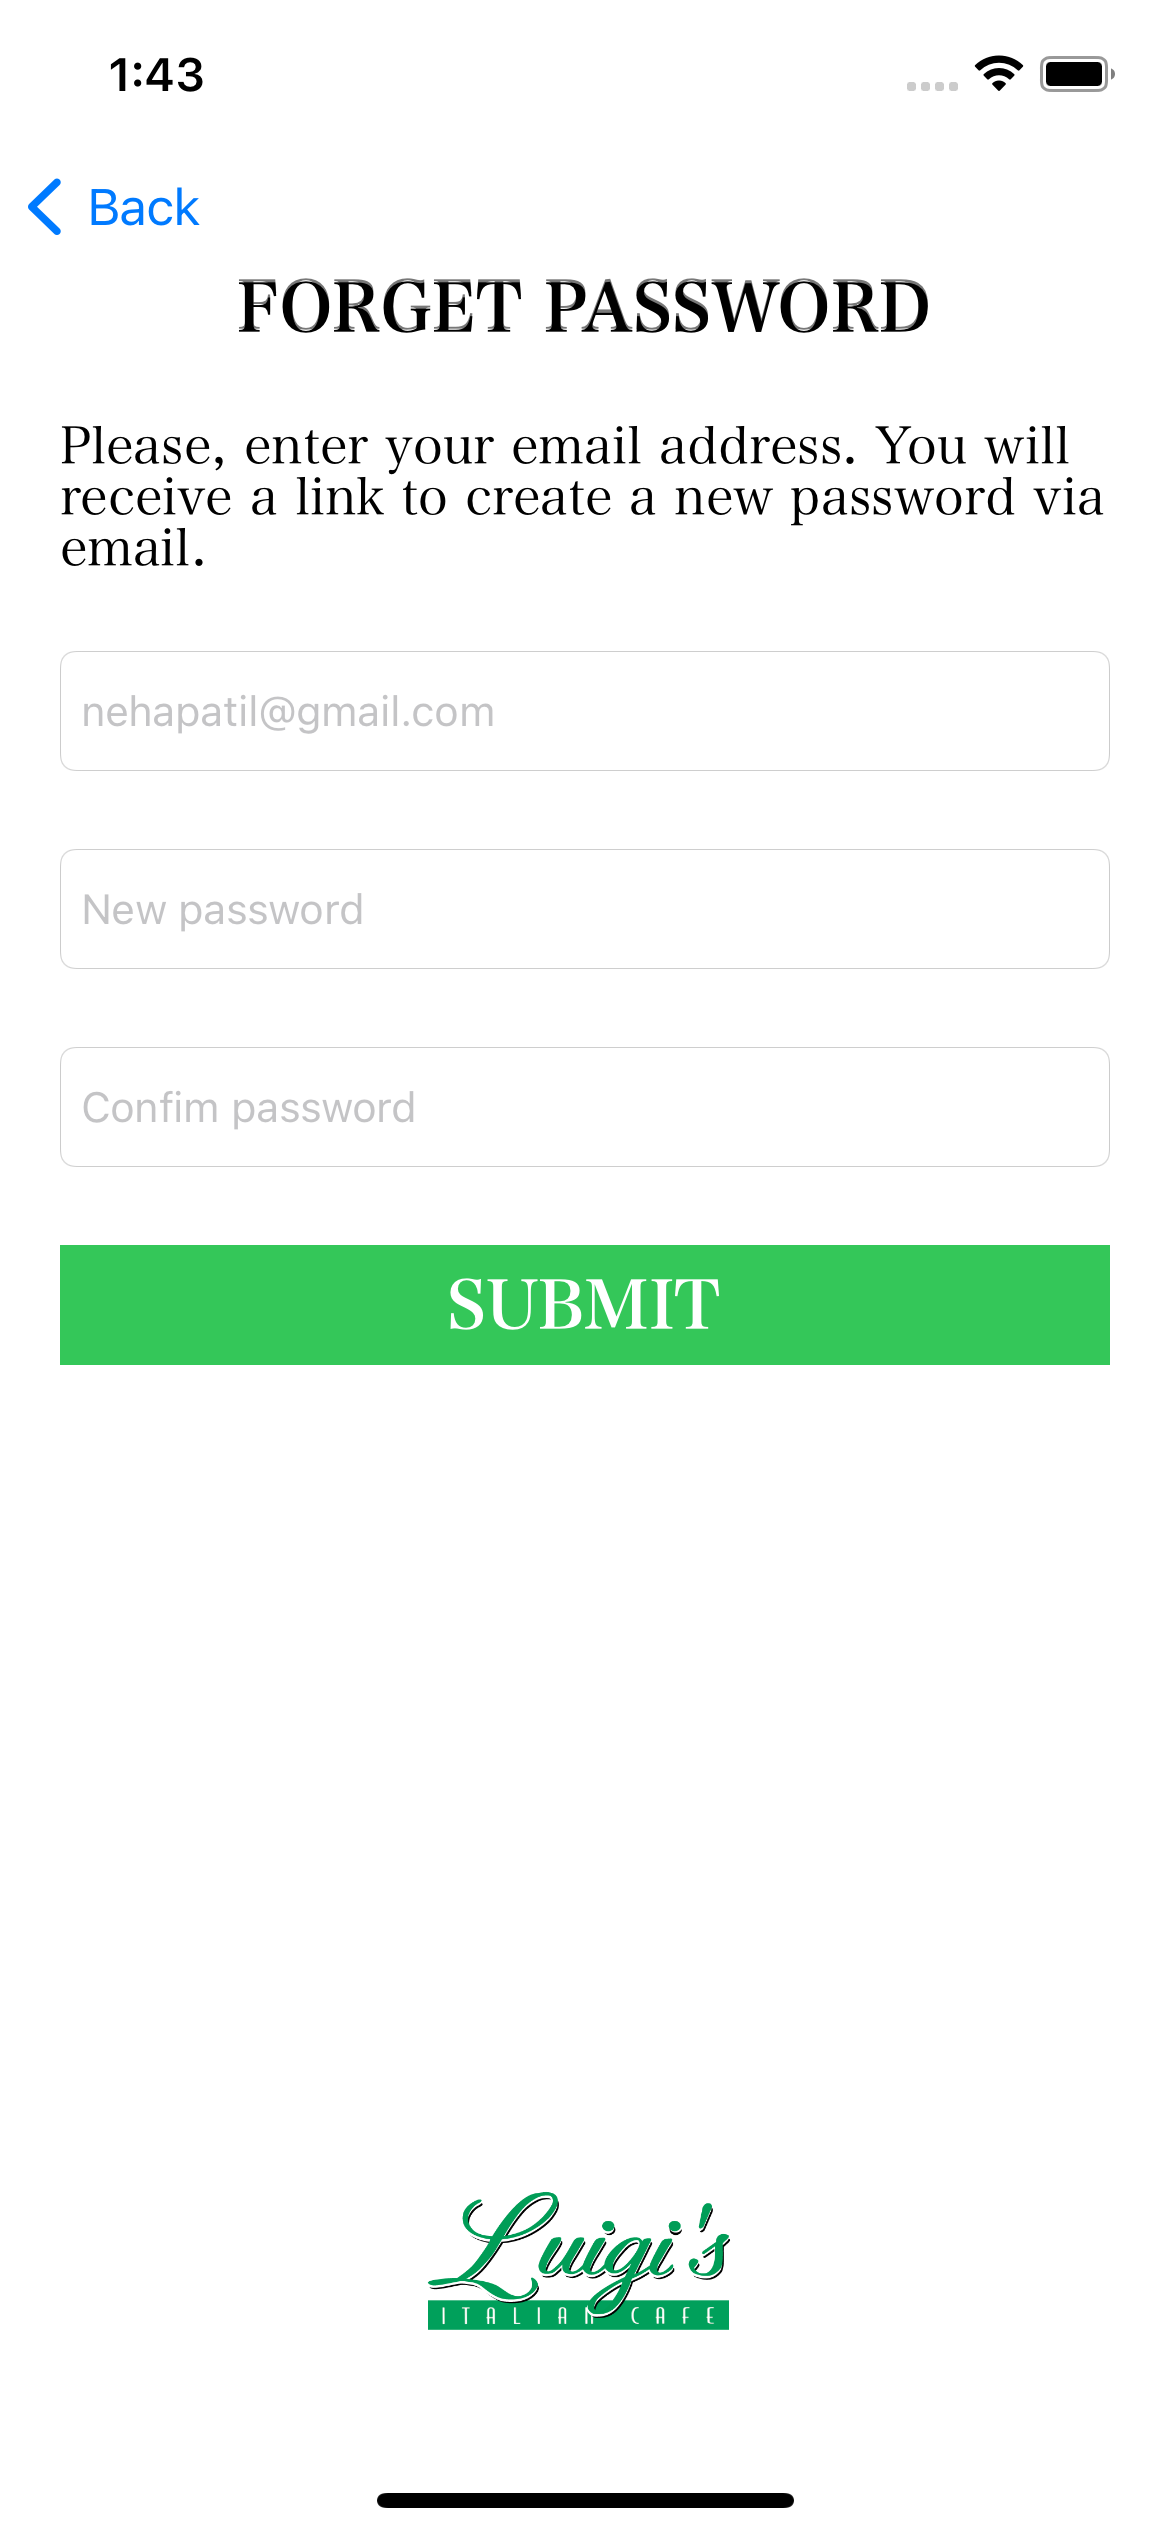 1:43
Back
FORGET PASSWORD
Please, enter your email address. You will
receive a link to create a new password via
email.
nehapatil@gmail.com
New password
Confim password
SUBMIT
Luigi's
ITALIAN CAFE